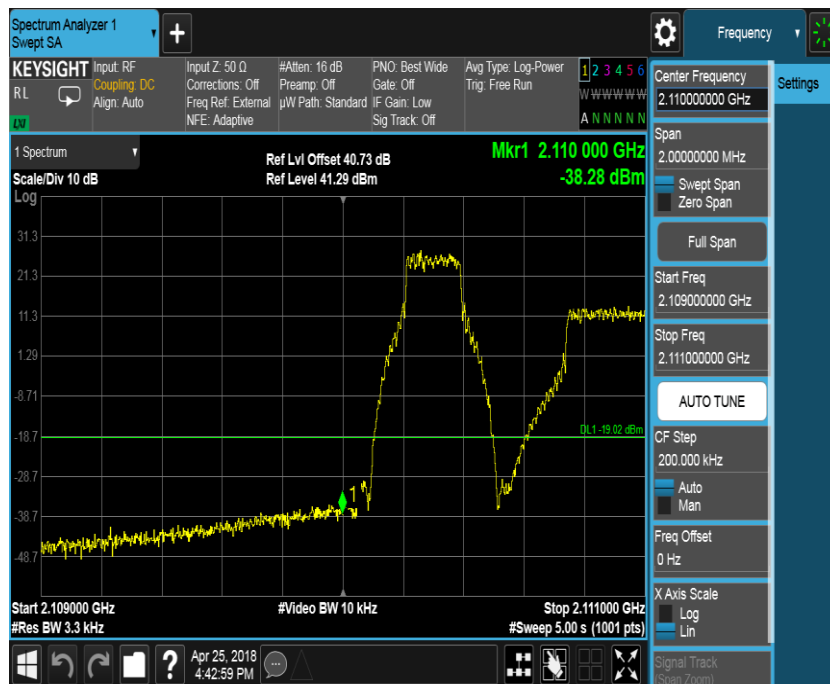 Spectrum Analyzer 1
Swept SA
Frequency
KEYSIGHT Input: RF
RL Coupling: DC
Align: Auto
LXI
Input Z: 50 Ω
Corrections: Off
Freq Ref: External
NFE: Adaptive
#Atten: 16 dB
Preamp: Off
µW Path: Standard
PNO: Best Wide
Gate: Off
IF Gain: Low
Sig Track: Off
Avg Type: Log-Power
Trig: Free Run
1 2 3 4 5 6
W W W W W W
A N N N N N
Center Frequency
2.110000000 GHz
Settings
1 Spectrum
Ref Lvl Offset 40.73 dB
Mkr1 2.110 000 GHz
Scale/Div 10 dB
Ref Level 41.29 dBm
-38.28 dBm
Log
31.3
21.3
11.3
1.29
-8.71
-18.7
-28.7
-38.7
-48.7
DL1 -19.02 dBm
1
Start 2.109000 GHz
#Video BW 10 kHz
Stop 2.111000 GHz
#Res BW 3.3 kHz
#Sweep 5.00 s (1001 pts)
Span
2.00000000 MHz
Swept Span
Zero Span
Full Span
Start Freq
2.109000000 GHz
Stop Freq
2.111000000 GHz
AUTO TUNE
CF Step
200.000 kHz
Auto
Man
Freq Offset
0 Hz
X Axis Scale
Log
Lin
Signal Track
(Span Zoom)
?
Apr 25, 2018
4:42:59 PM